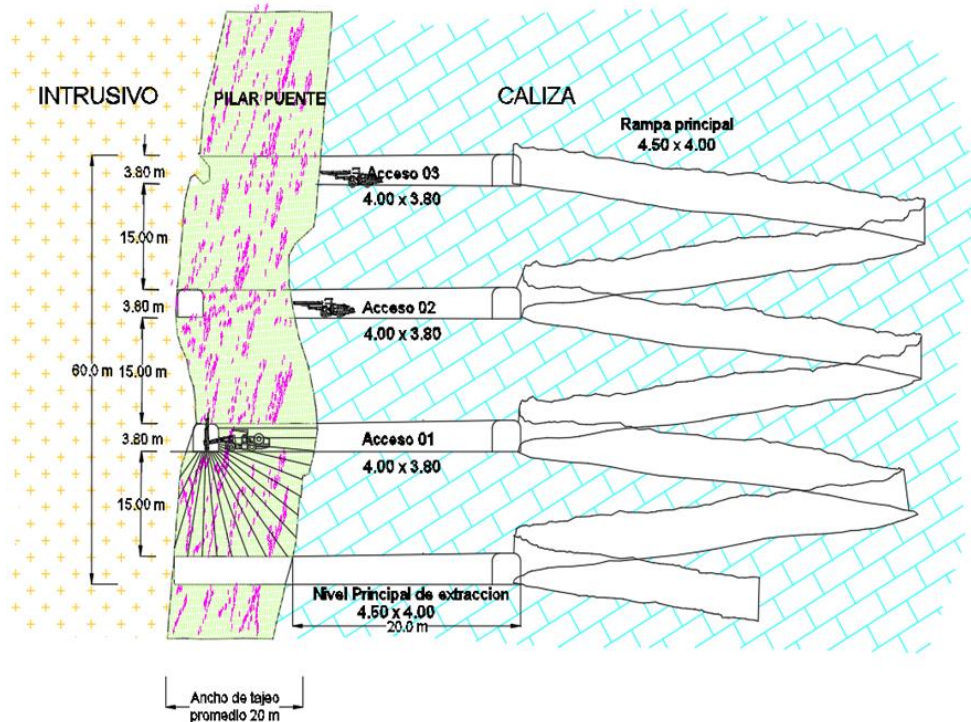 INTRUSIVO
PILAR PUENTE
CALIZA
Rampa principal
4.50 x 4.00
3.80 m
Acceso 03
4.00 x 3.80
15.00 m
3.80 m
Acceso 02
4.00 x 3.80
60.0 m
15.00 m
3.80 m
Acceso 01
4.00 x 3.80
15.00 m
Nivel Principal de extraccion
4.50 x 4.00
20.0 m
Ancho de tajeo
promedio 20 m